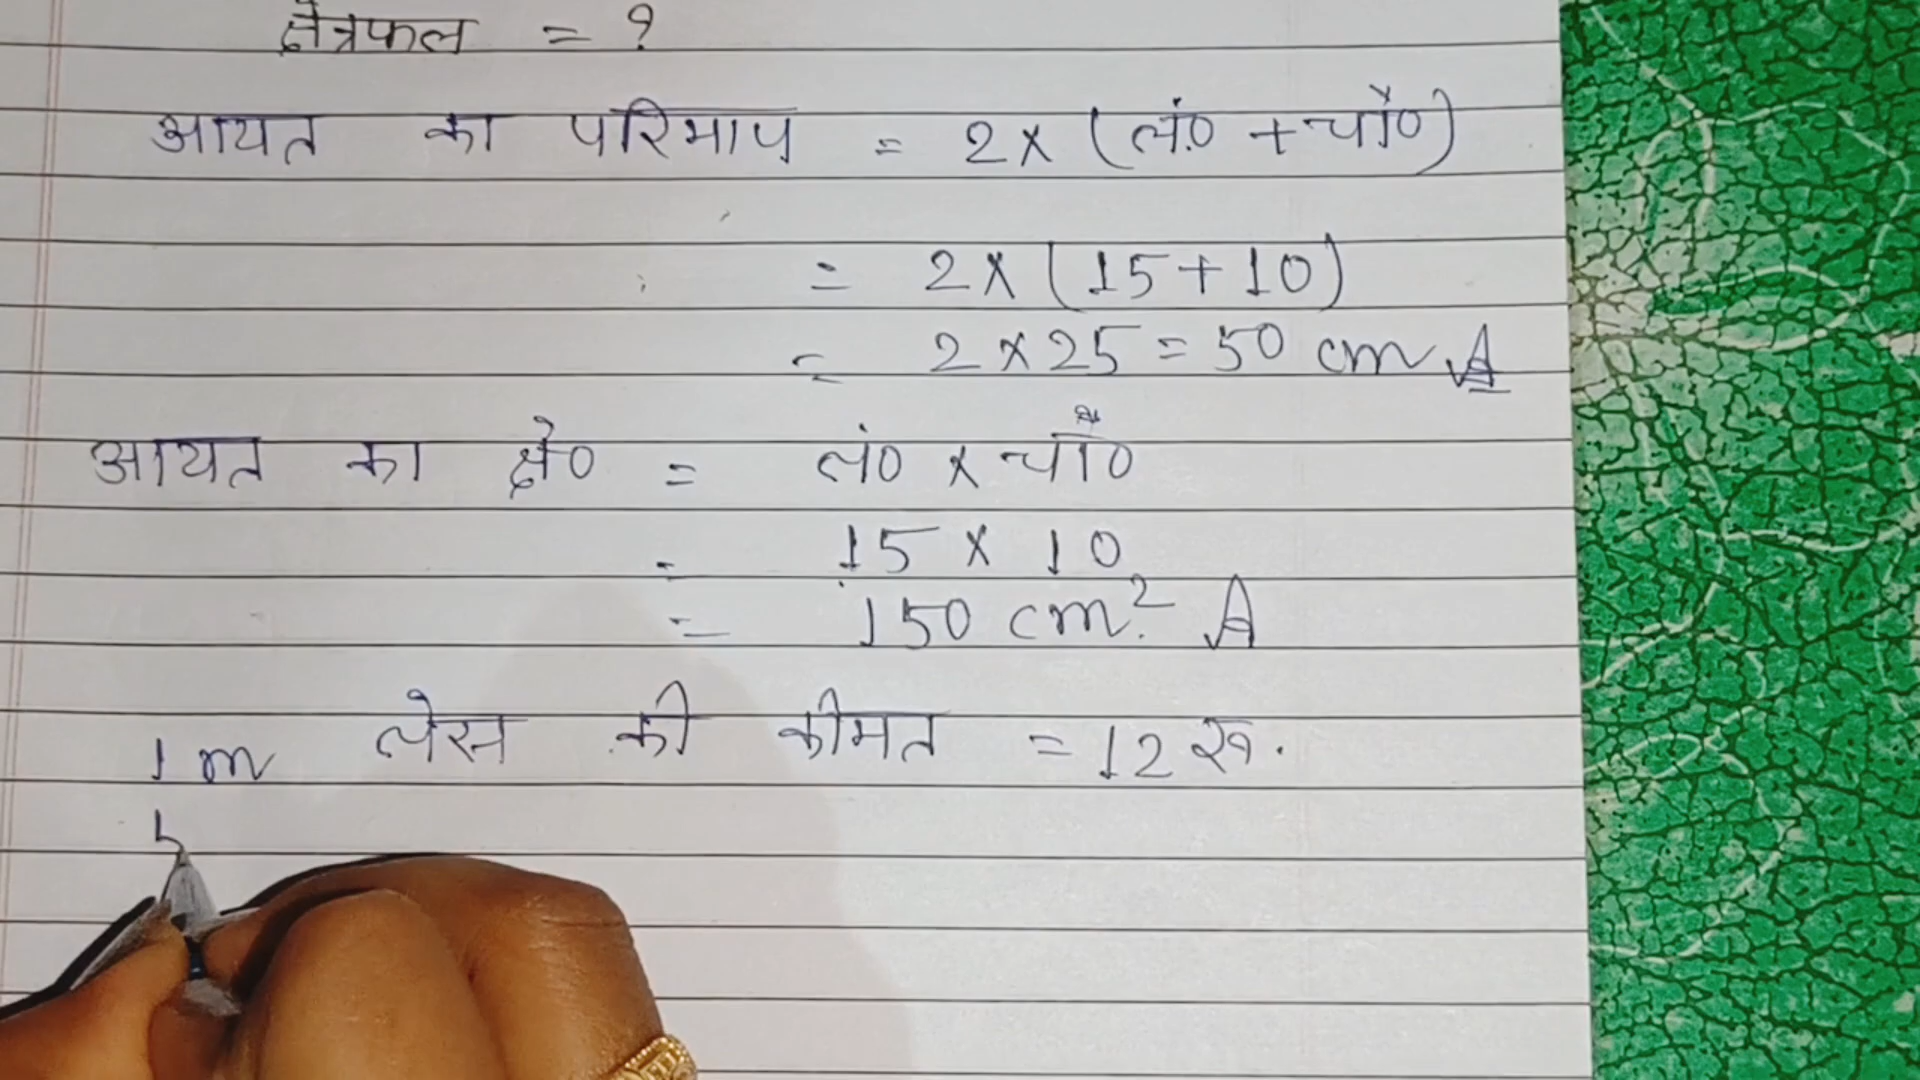 क्षेत्रफल = ?
आयत का परिमाप = 2 × (लं० + चौ०)
= 2 × (15 + 10)
= 2 × 25 = 50 cm A
आयत का क्षे० = लं० × चौ०
= 15 × 10
= 150 cm². A
1 m लेस की कीमत = 12 रु.